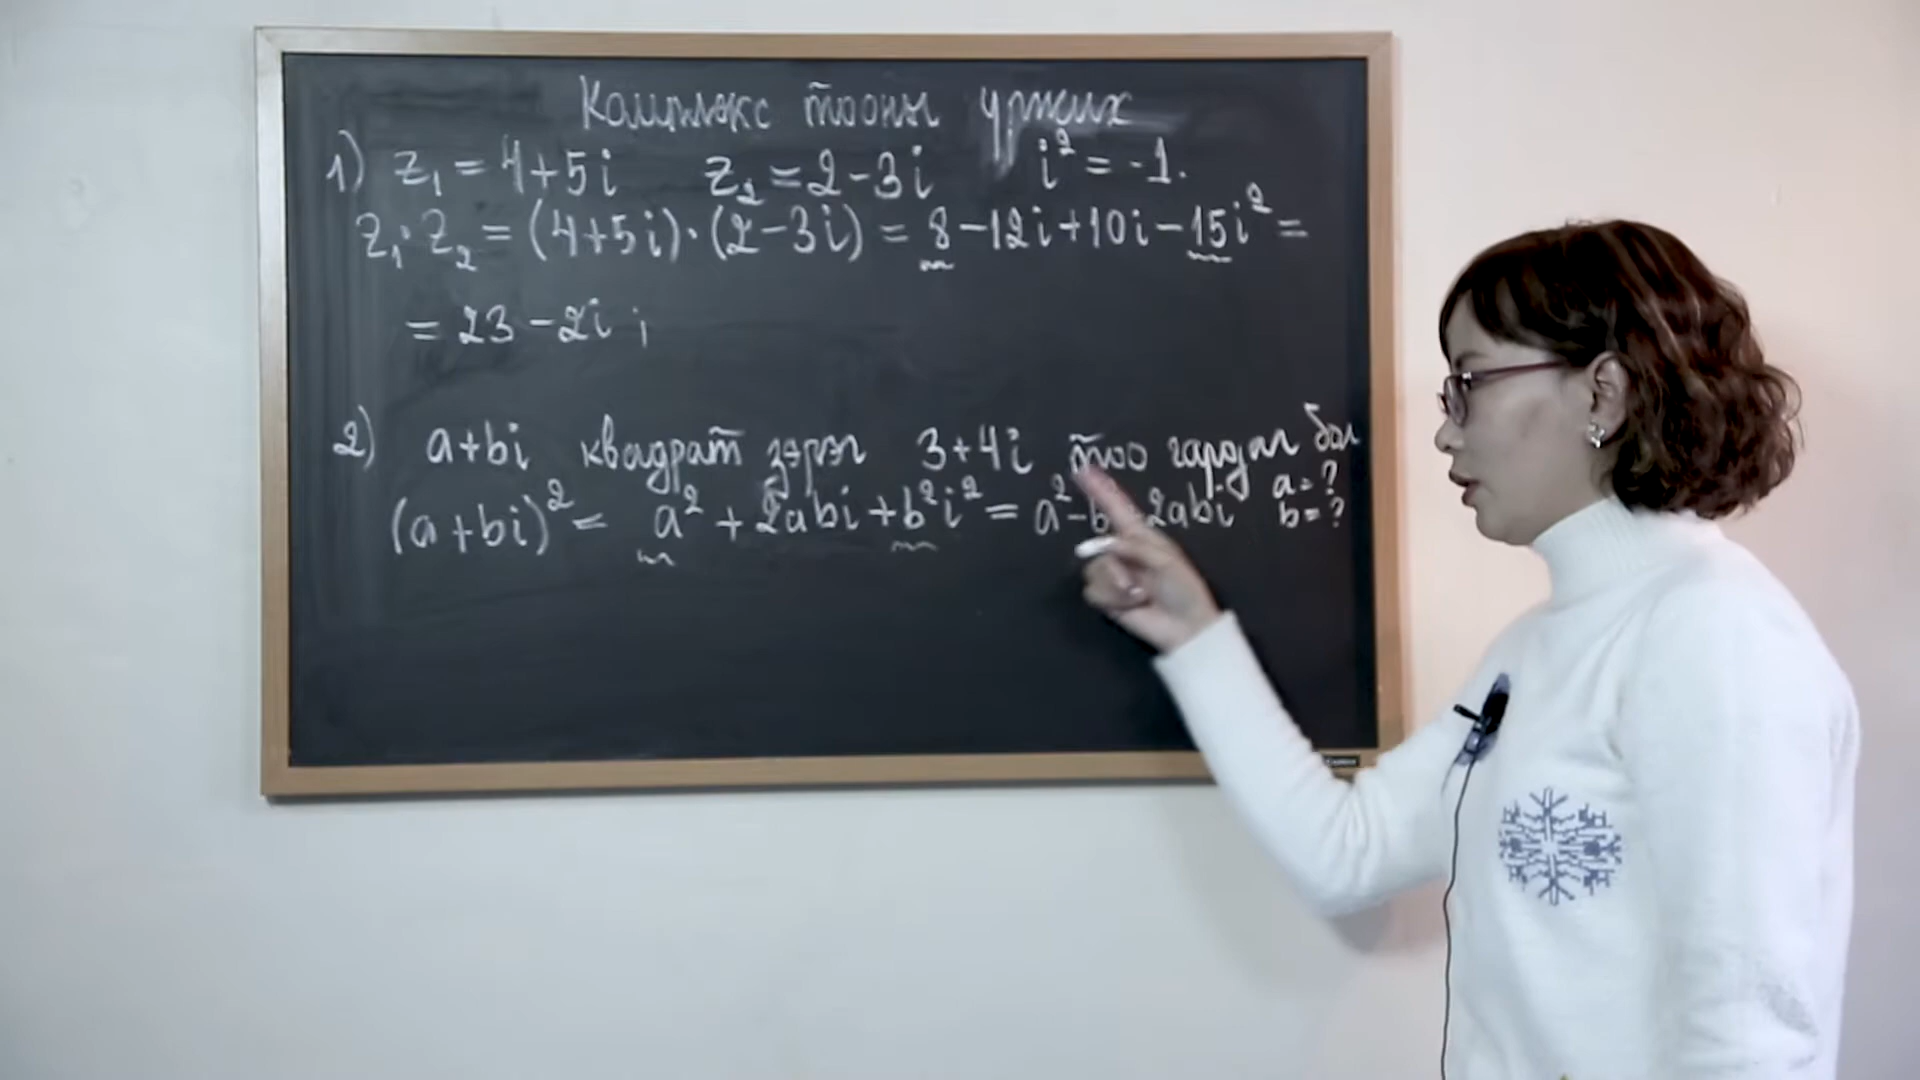 Комплекс тооны үржих
1) z₁ = 4+5i z₂ = 2-3i i² = -1.
z₁·z₂ = (4+5i)·(2-3i) = 8-12i+10i-15i² =
= 23-2i ;
2) a+bi квадрат зэрэг 3+4i тоо гардаг бол
a=?
(a+bi)² = a² + 2abi + b²i² = a²-b 2abi b=?